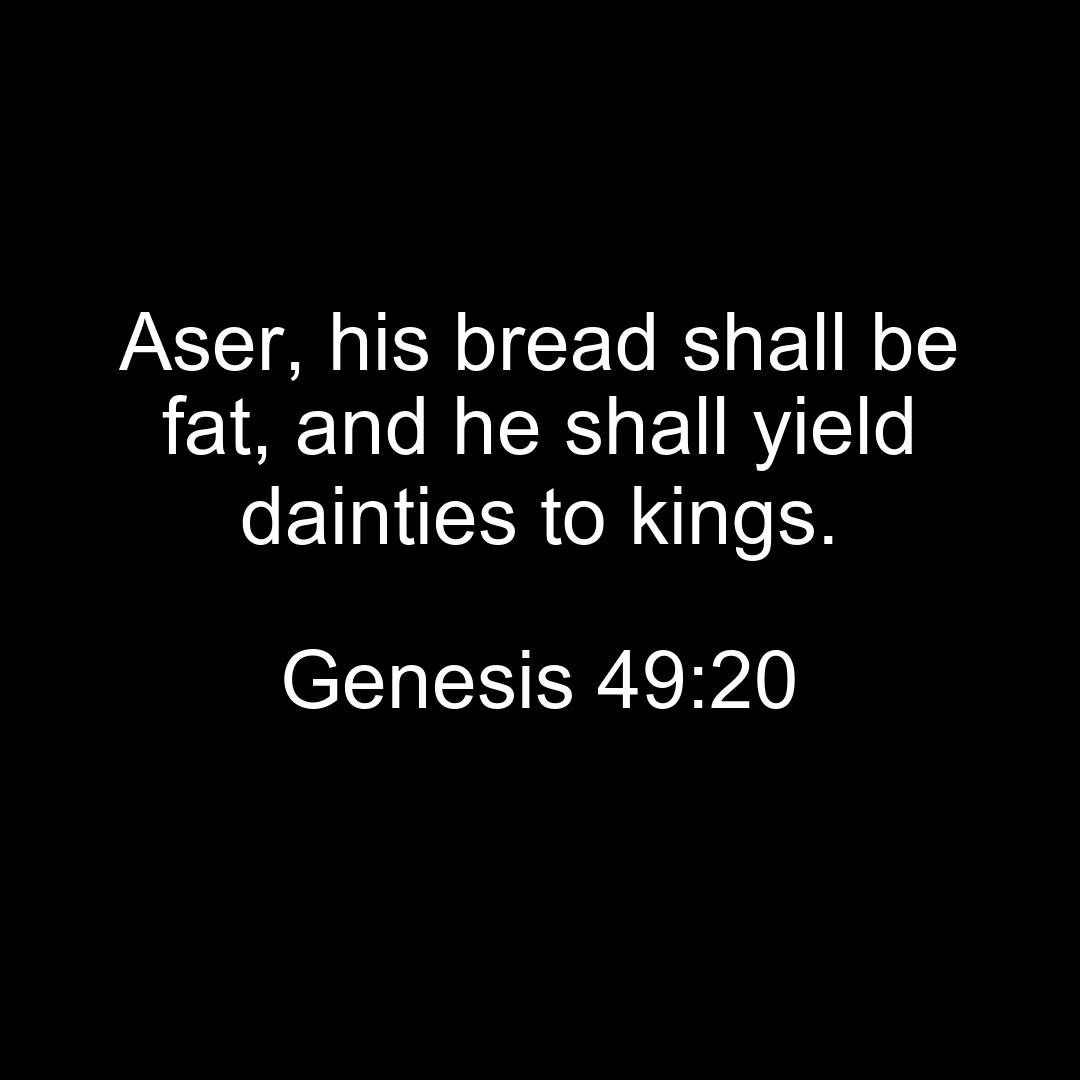 Aser, his bread shall be
fat, and he shall yield
dainties to kings.
Genesis 49:20